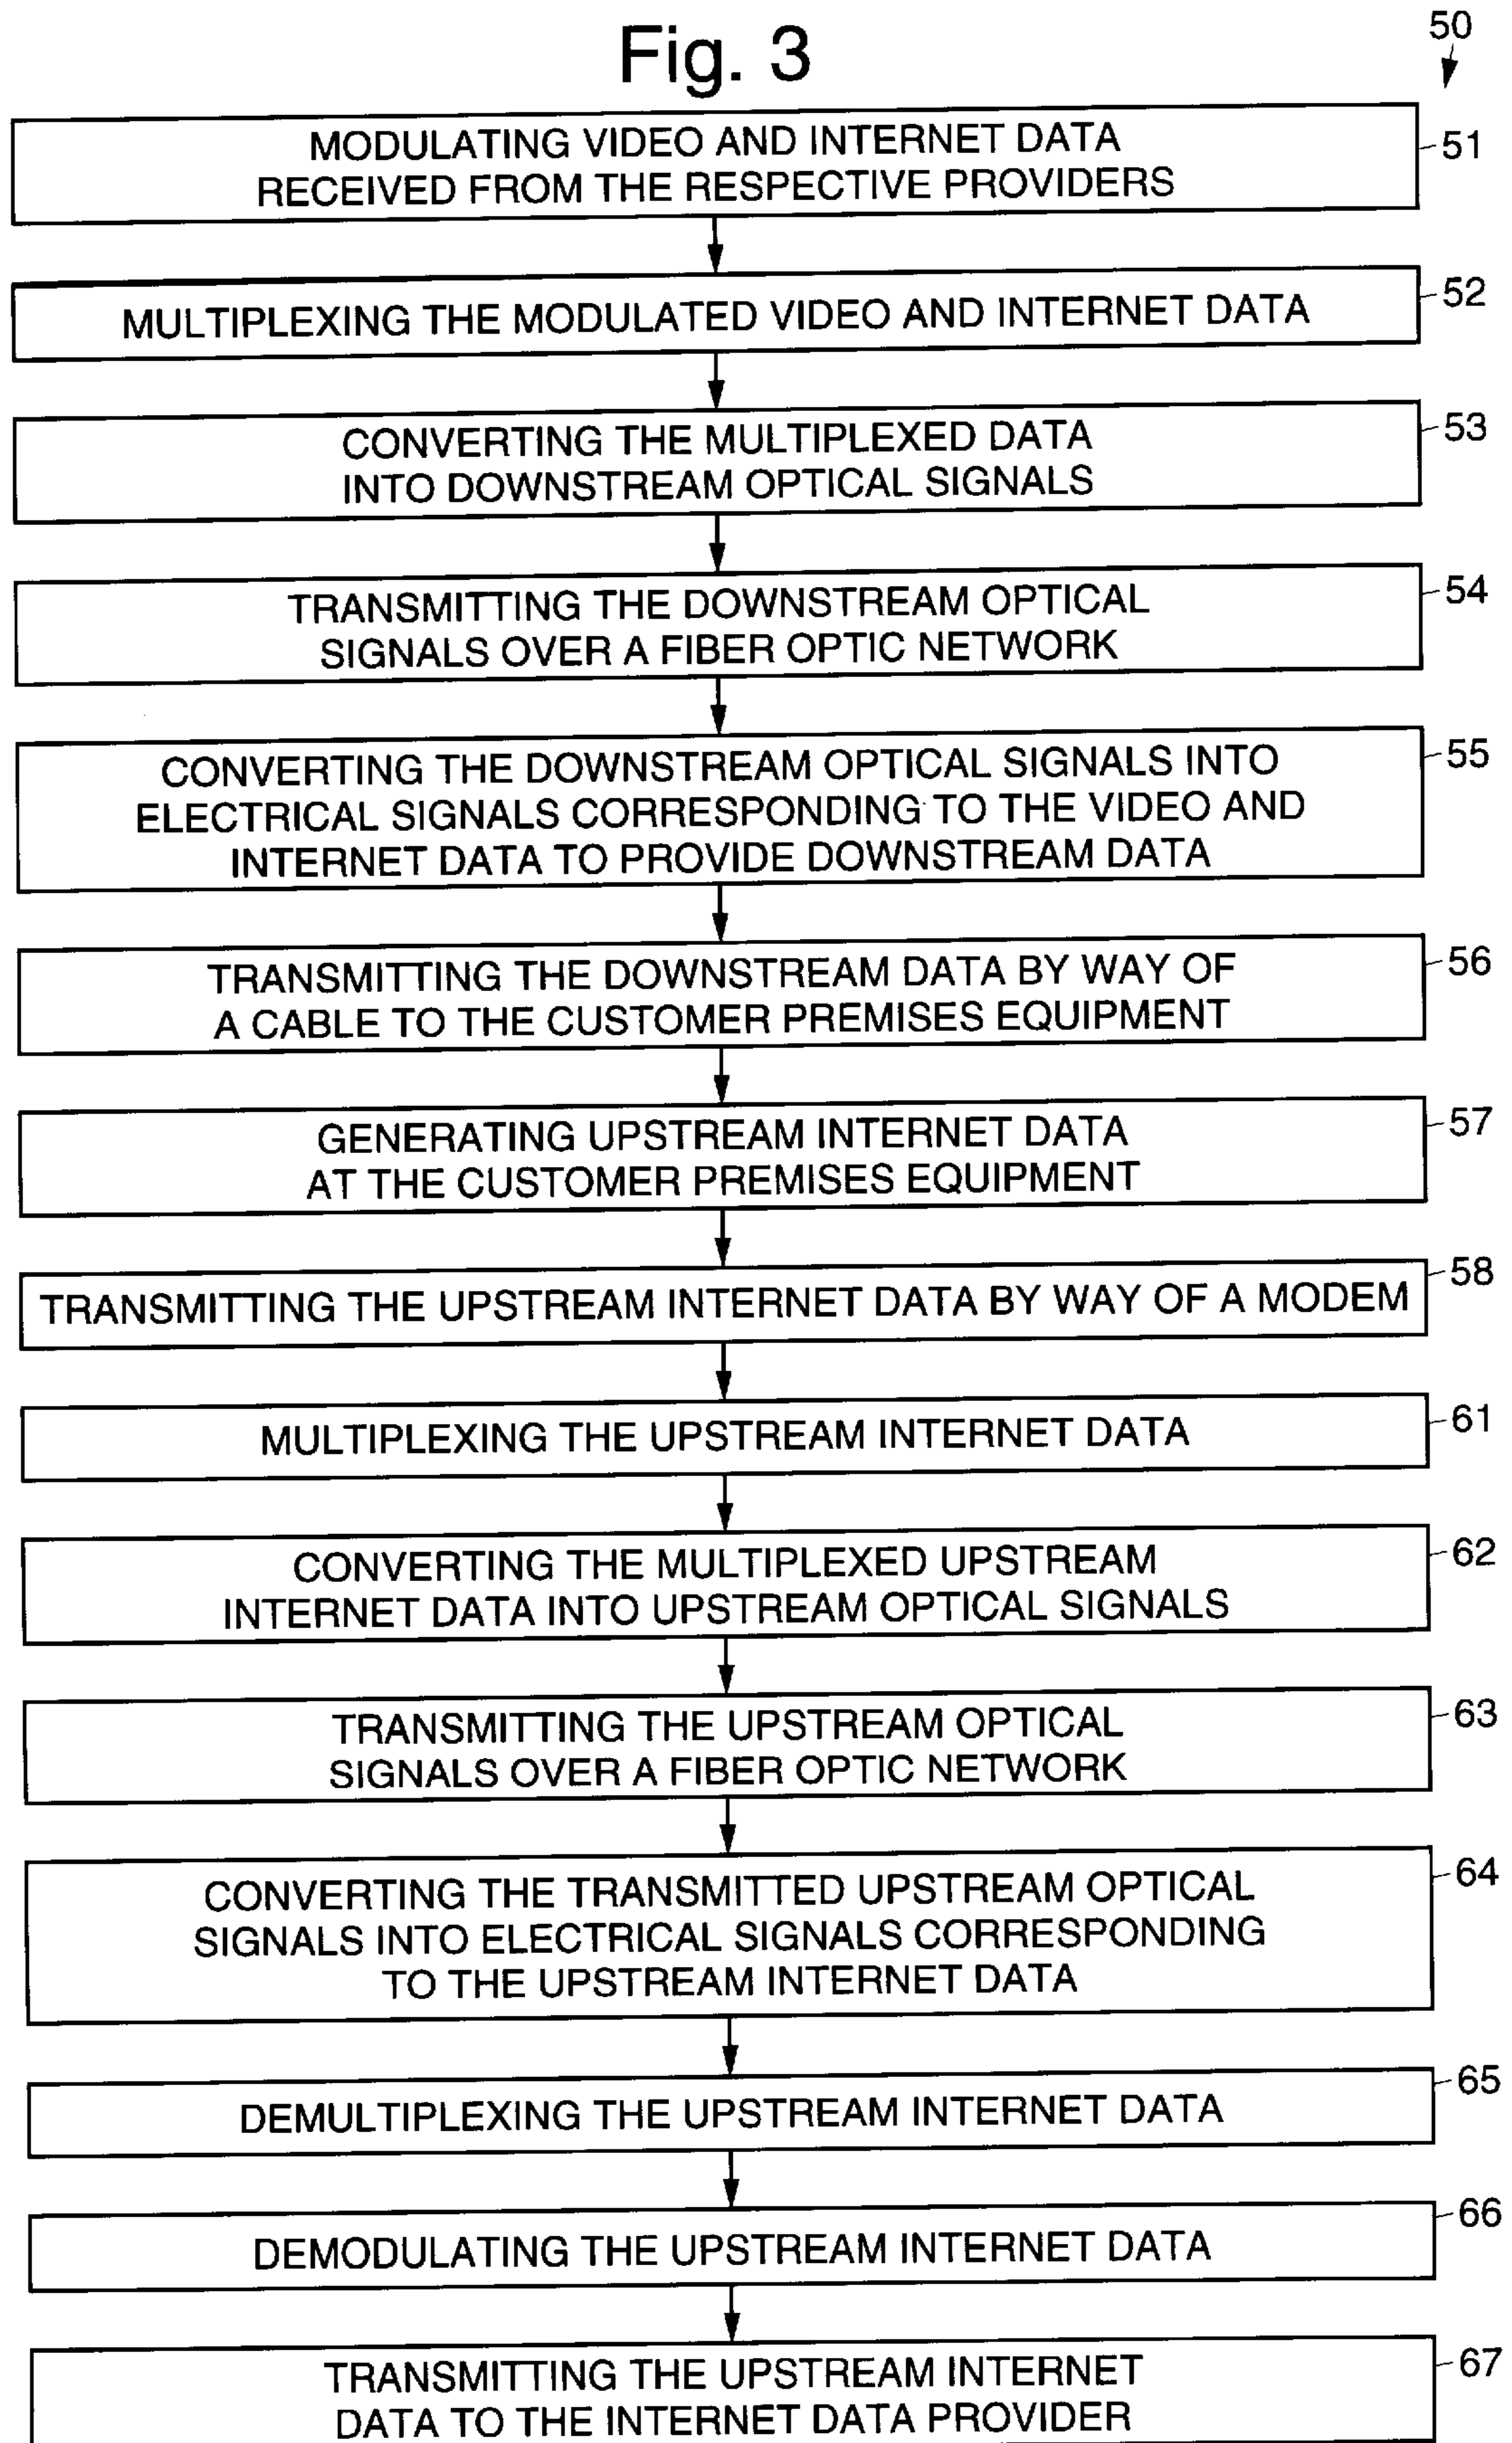 Fig. 3
50
MODULATING VIDEO AND INTERNET DATA
RECEIVED FROM THE RESPECTIVE PROVIDERS
51
MULTIPLEXING THE MODULATED VIDEO AND INTERNET DATA
52
CONVERTING THE MULTIPLEXED DATA
INTO DOWNSTREAM OPTICAL SIGNALS
53
TRANSMITTING THE DOWNSTREAM OPTICAL
SIGNALS OVER A FIBER OPTIC NETWORK
54
CONVERTING THE DOWNSTREAM OPTICAL SIGNALS INTO
ELECTRICAL SIGNALS CORRESPONDING TO THE VIDEO AND
INTERNET DATA TO PROVIDE DOWNSTREAM DATA
55
TRANSMITTING THE DOWNSTREAM DATA BY WAY OF
A CABLE TO THE CUSTOMER PREMISES EQUIPMENT
56
GENERATING UPSTREAM INTERNET DATA
AT THE CUSTOMER PREMISES EQUIPMENT
57
TRANSMITTING THE UPSTREAM INTERNET DATA BY WAY OF A MODEM
58
MULTIPLEXING THE UPSTREAM INTERNET DATA
61
CONVERTING THE MULTIPLEXED UPSTREAM
INTERNET DATA INTO UPSTREAM OPTICAL SIGNALS
62
TRANSMITTING THE UPSTREAM OPTICAL
SIGNALS OVER A FIBER OPTIC NETWORK
63
CONVERTING THE TRANSMITTED UPSTREAM OPTICAL
SIGNALS INTO ELECTRICAL SIGNALS CORRESPONDING
TO THE UPSTREAM INTERNET DATA
64
DEMULTIPLEXING THE UPSTREAM INTERNET DATA
65
DEMODULATING THE UPSTREAM INTERNET DATA
66
TRANSMITTING THE UPSTREAM INTERNET
DATA TO THE INTERNET DATA PROVIDER
67